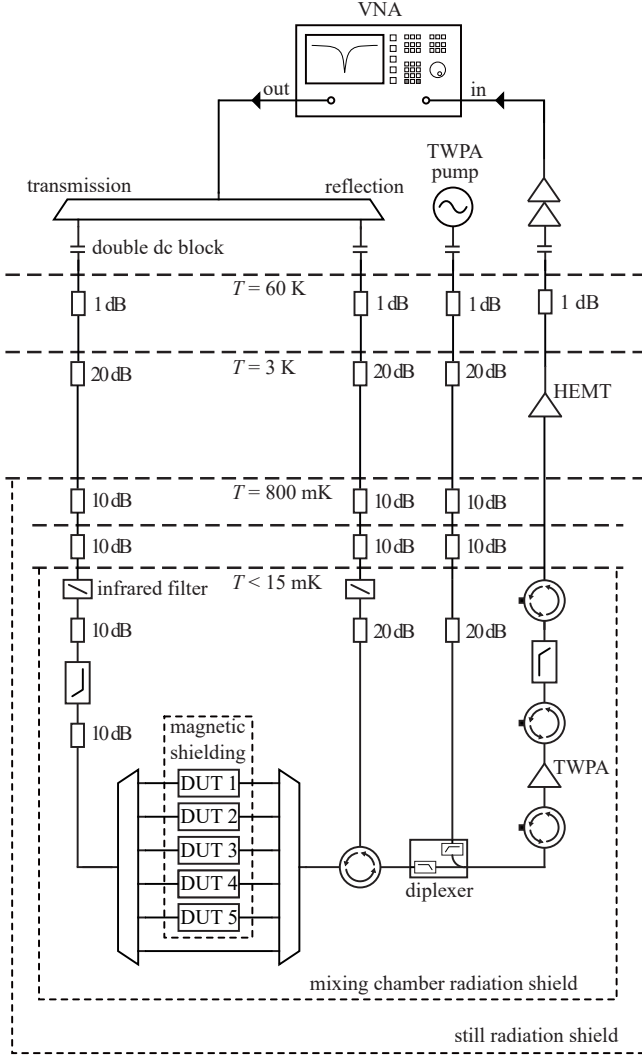 VNA
out
in
TWPA
pump
transmission
reflection
double dc block
T = 60 K
1 dB
1 dB
1 dB
1 dB
T = 3 K
20 dB
20 dB
20 dB
HEMT
T = 800 mK
10 dB
10 dB
10 dB
10 dB
10 dB
10 dB
infrared filter
T < 15 mK
10 dB
20 dB
20 dB
10 dB
magnetic
shielding
TWPA
DUT 1
DUT 2
DUT 3
DUT 4
DUT 5
diplexer
mixing chamber radiation shield
still radiation shield